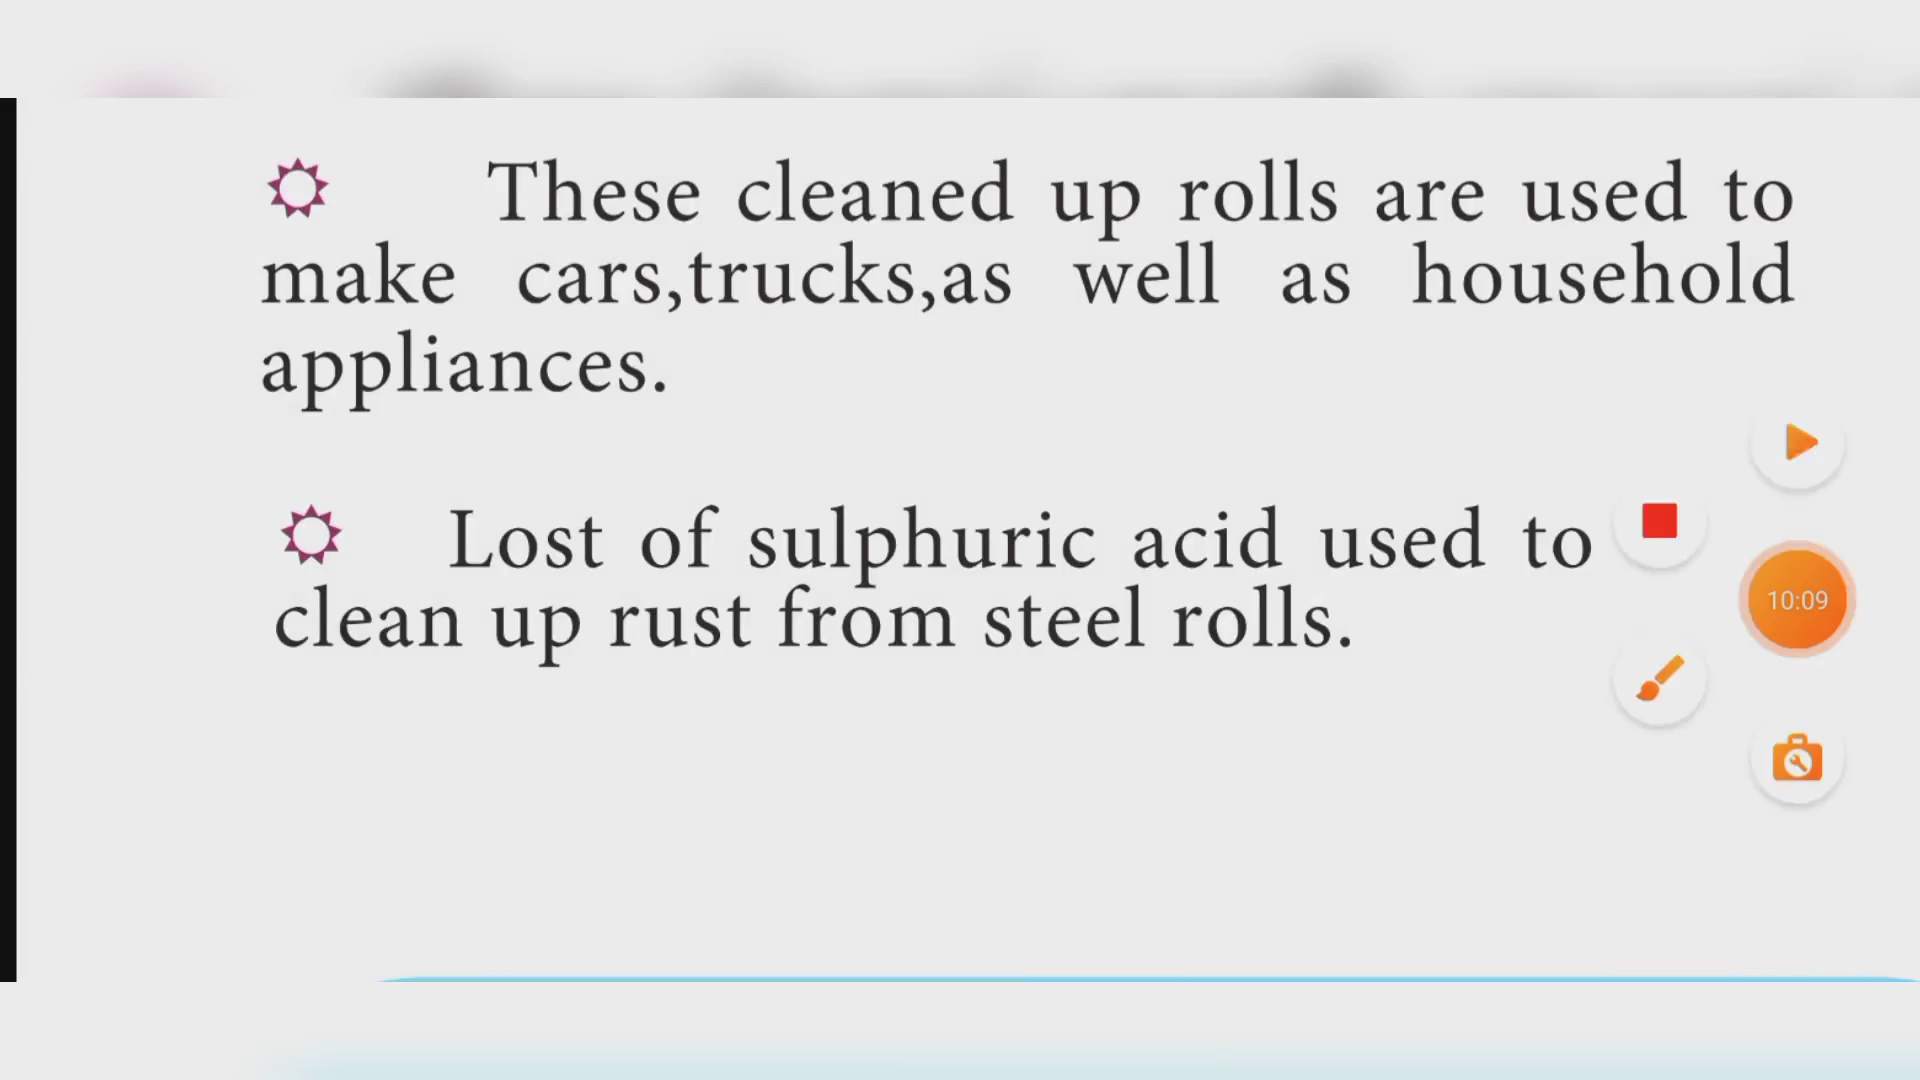 These cleaned up rolls are used to
make cars,trucks,as well as household
appliances.
Lost of sulphuric acid used to
clean up rust from steel rolls.
10:09